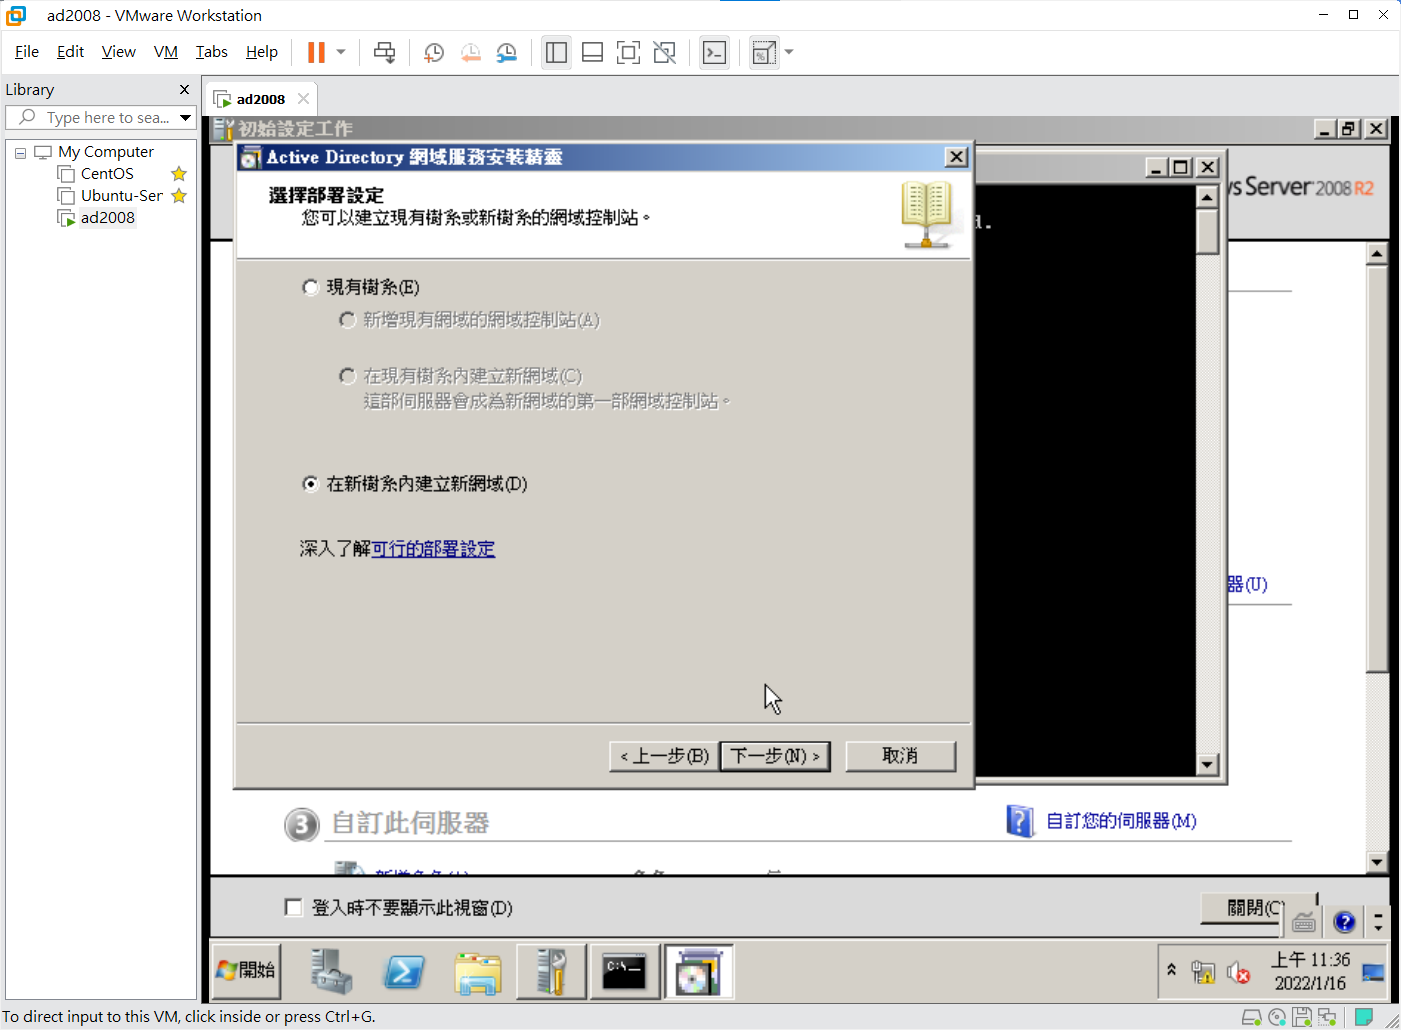 ad2008 - VMware Workstation
File Edit View VM Tabs Help
Library
Type here to sea...
My Computer
CentOS
Ubuntu-Ser
ad2008
ad2008
初始設定工作
Active Directory 網域服務安裝精靈
選擇部署設定
您可以建立現有樹系或新樹系的網域控制站。
Server 2008 R2
d.
現有樹系(E)
新增現有網域的網域控制站(A)
在現有樹系內建立新網域(C)
這部伺服器會成為新網域的第一部網域控制站。
在新樹系內建立新網域(D)
深入了解可行的部署設定
器(U)
< 上一步(B) 下一步(N) > 取消
3 自訂此伺服器
自訂您的伺服器(M)
登入時不要顯示此視窗(D)
關閉(C
開始
C:\_
上午 11:36
2022/1/16
To direct input to this VM, click inside or press Ctrl+G.